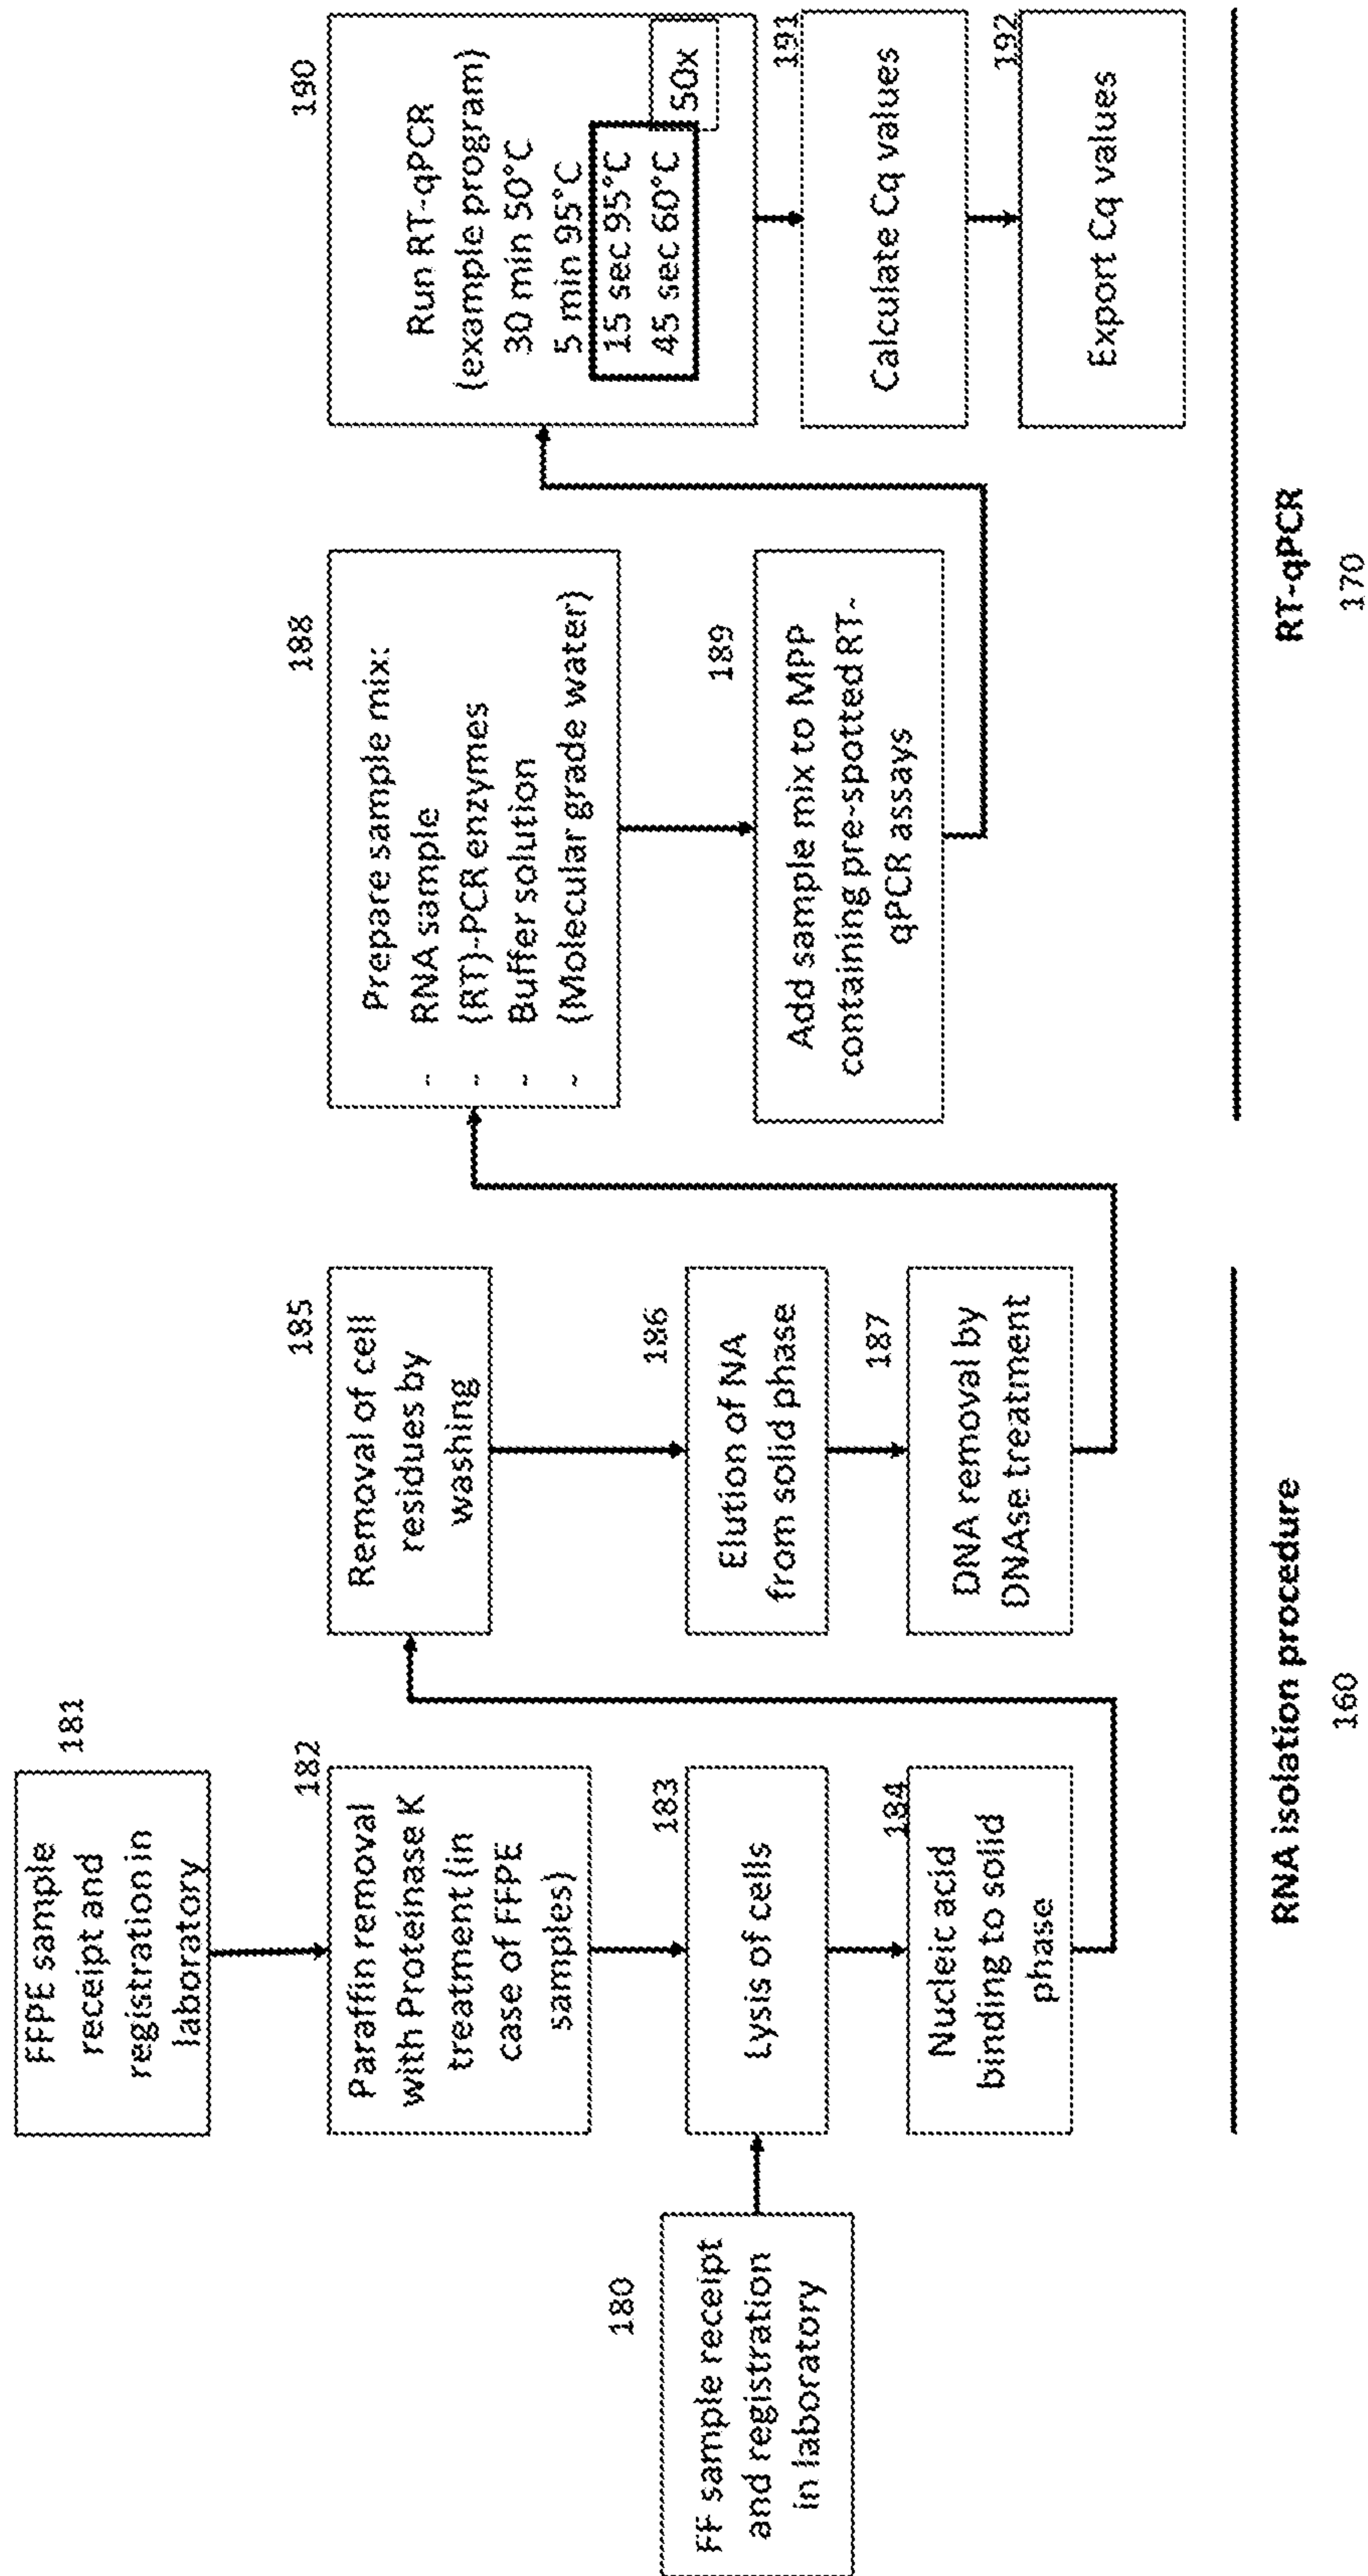 181
FFPE sample
receipt and
registration in
laboratory
182
Paraffin removal
with Proteinase K
treatment (in
case of FFPE
samples)
180
FF sample receipt
and registration
in laboratory
183
Lysis of cells
184
Nucleic acid
binding to solid
phase
185
Removal of cell
residues by
washing
186
Elution of NA
from solid phase
187
DNA removal by
DNAse treatment
RNA isolation procedure
160
188
Prepare sample mix:
- RNA sample
- (RT)-PCR enzymes
- Buffer solution
- (Molecular grade water)
189
Add sample mix to MPP
containing pre-spotted RT-
qPCR assays
190
Run RT-qPCR
(example program)
30 min 50°C
5 min 95°C
15 sec 95°C
45 sec 60°C
50x
191
Calculate Cq values
192
Export Cq values
RT-qPCR
170